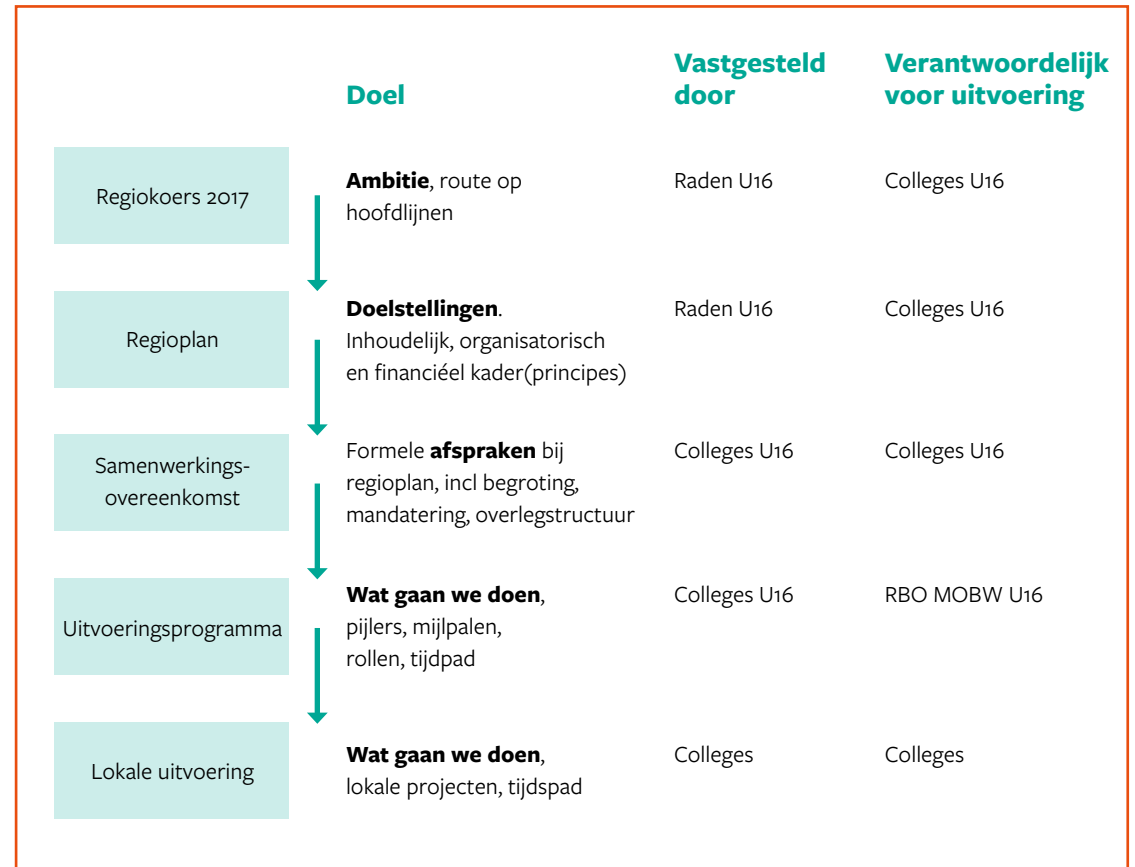 Doel
Vastgesteld
door
Verantwoordelijk
voor uitvoering
Regiokoers 2017
Ambitie, route op
hoofdlijnen
Raden U16
Colleges U16
Regioplan
Doelstellingen.
Inhoudelijk, organisatorisch
en financiéel kader(principes)
Raden U16
Colleges U16
Samenwerkings-
overeenkomst
Formele afspraken bij
regioplan, incl begroting,
mandatering, overlegstructuur
Colleges U16
Colleges U16
Uitvoeringsprogramma
Wat gaan we doen,
pijlers, mijlpalen,
rollen, tijdpad
Colleges U16
RBO MOBW U16
Lokale uitvoering
Wat gaan we doen,
lokale projecten, tijdspad
Colleges
Colleges